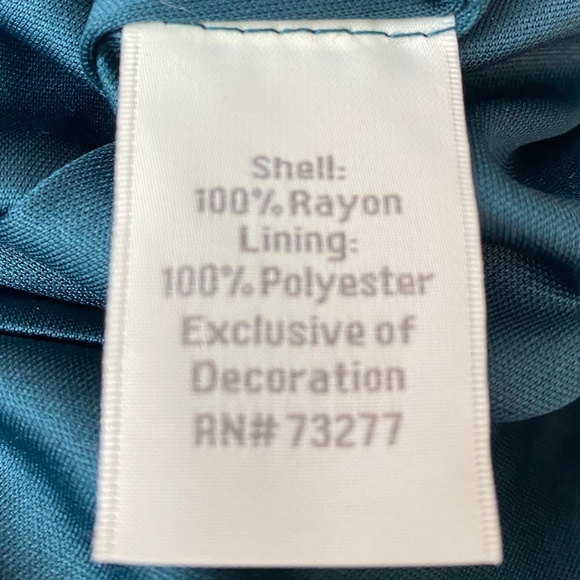 Shell:
100% Rayon
Lining:
100% Polyester
Exclusive of
Decoration
RN# 73277